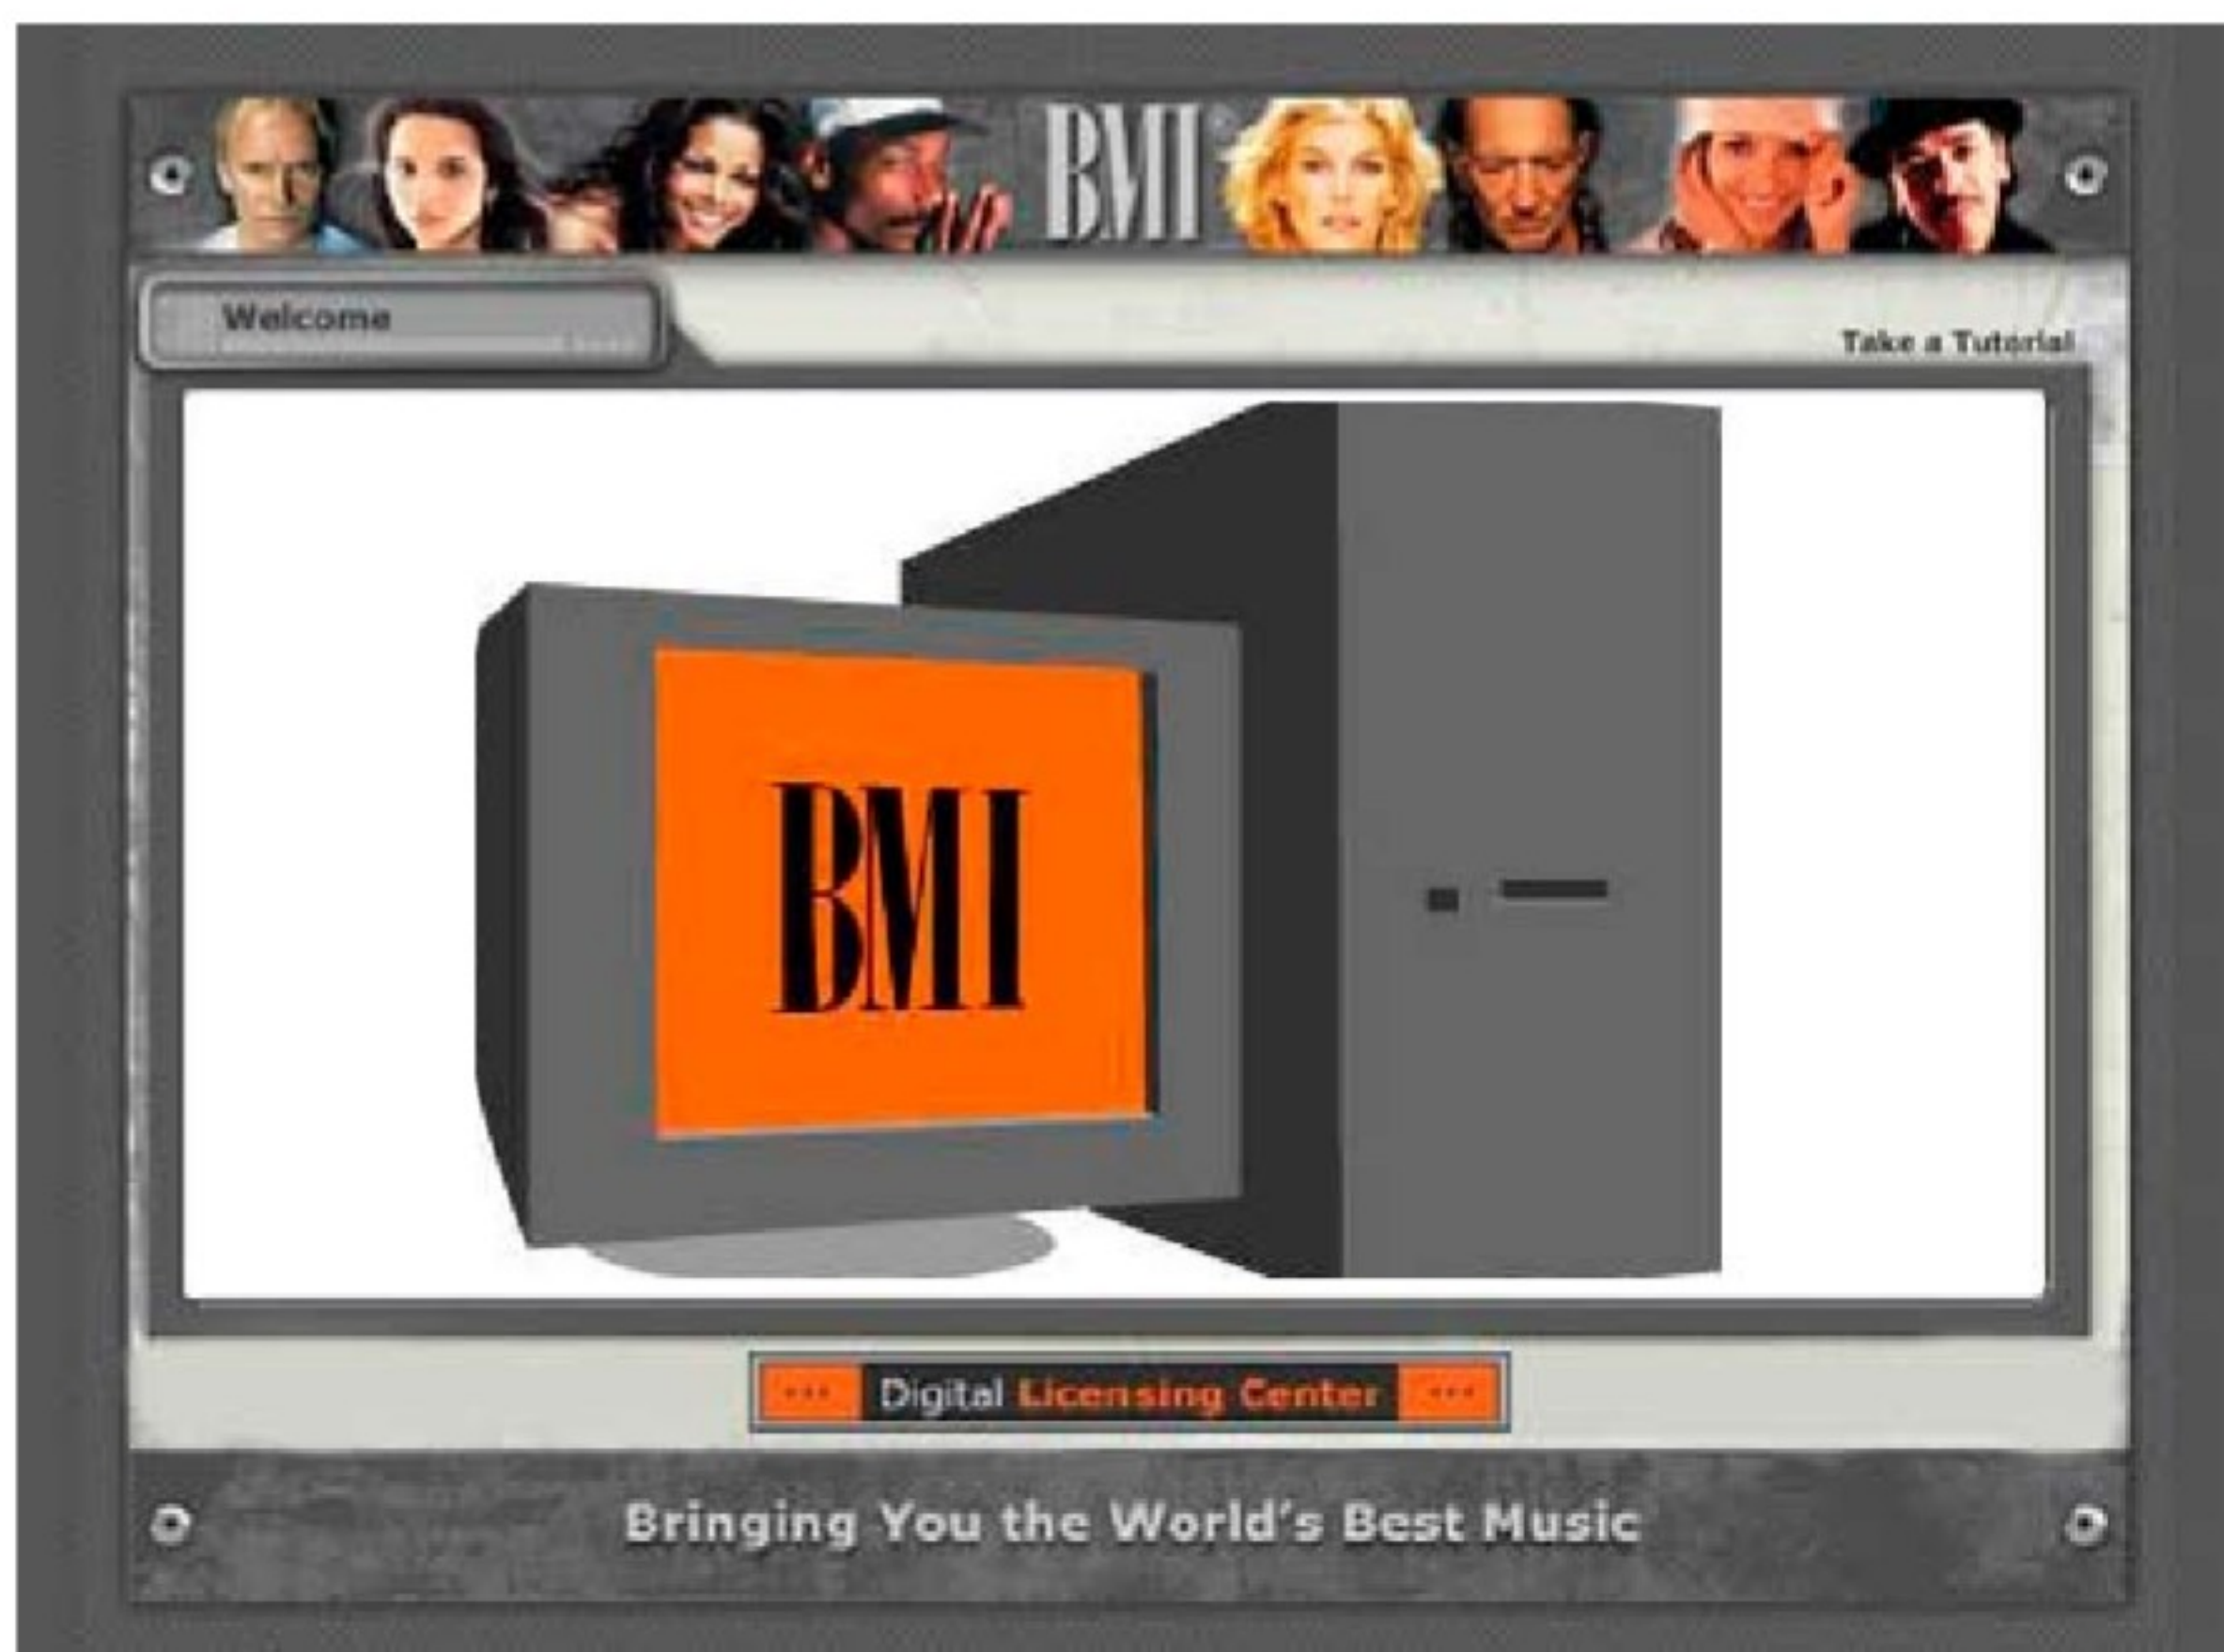 BMI
Welcome
Take a Tutorial
BMI
Digital Licensing Center
Bringing You the World's Best Music